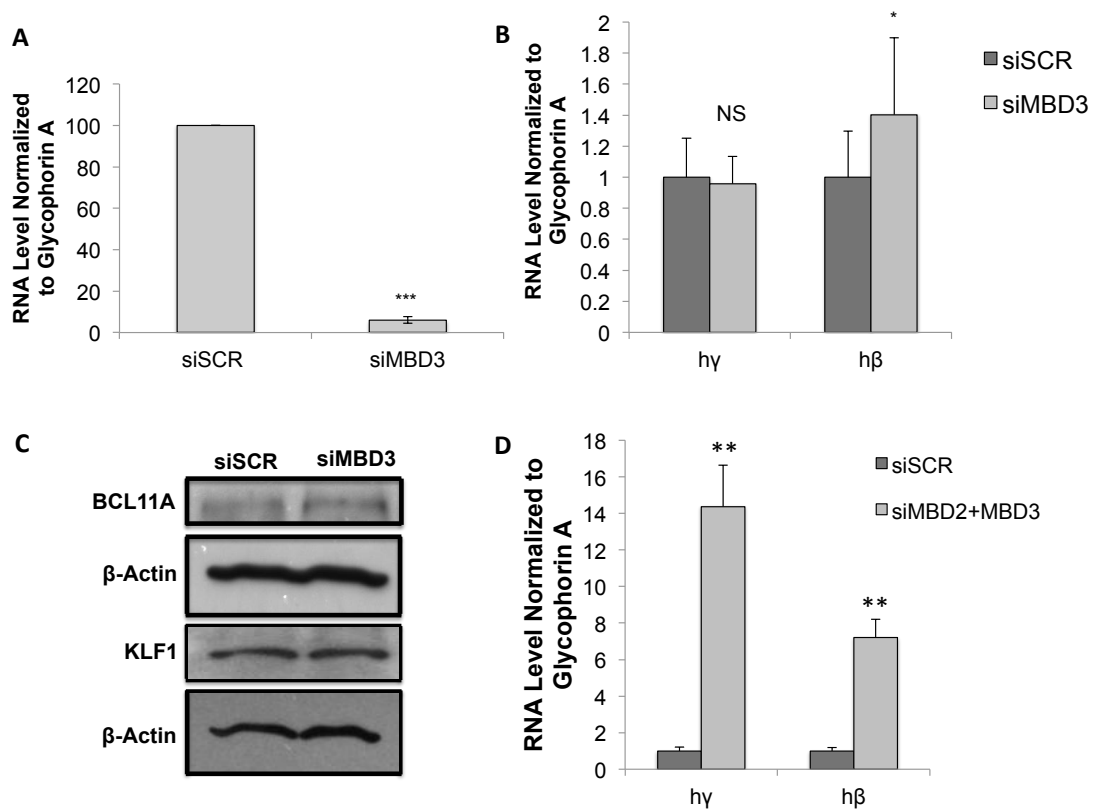 A
RNA Level Normalized
to Glycophorin A
120
100
80
60
40
20
0
***
siSCR
siMBD3
B
RNA Level Normalized to
Glycophorin A
2
1.8
1.6
1.4
1.2
1
0.8
0.6
0.4
0.2
0
NS
*
hγ
hβ
siSCR
siMBD3
C
siSCR
siMBD3
BCL11A
β-Actin
KLF1
β-Actin
D
RNA Level Normalized to
Glycophorin A
18
16
14
12
10
8
6
4
2
0
**
**
hγ
hβ
siSCR
siMBD2+MBD3